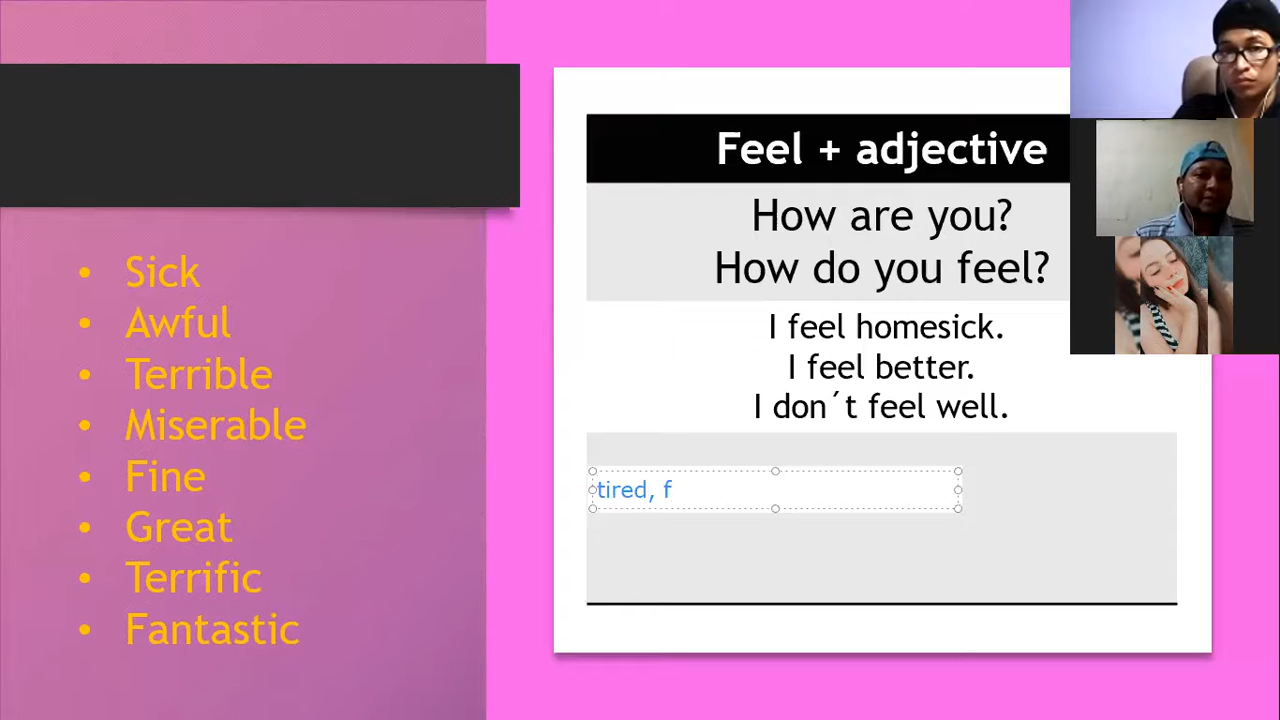 • Sick
• Awful
• Terrible
• Miserable
• Fine
• Great
• Terrific
• Fantastic
Feel + adjective
How are you?
How do you feel?
I feel homesick.
I feel better.
I don´t feel well.
tired, f